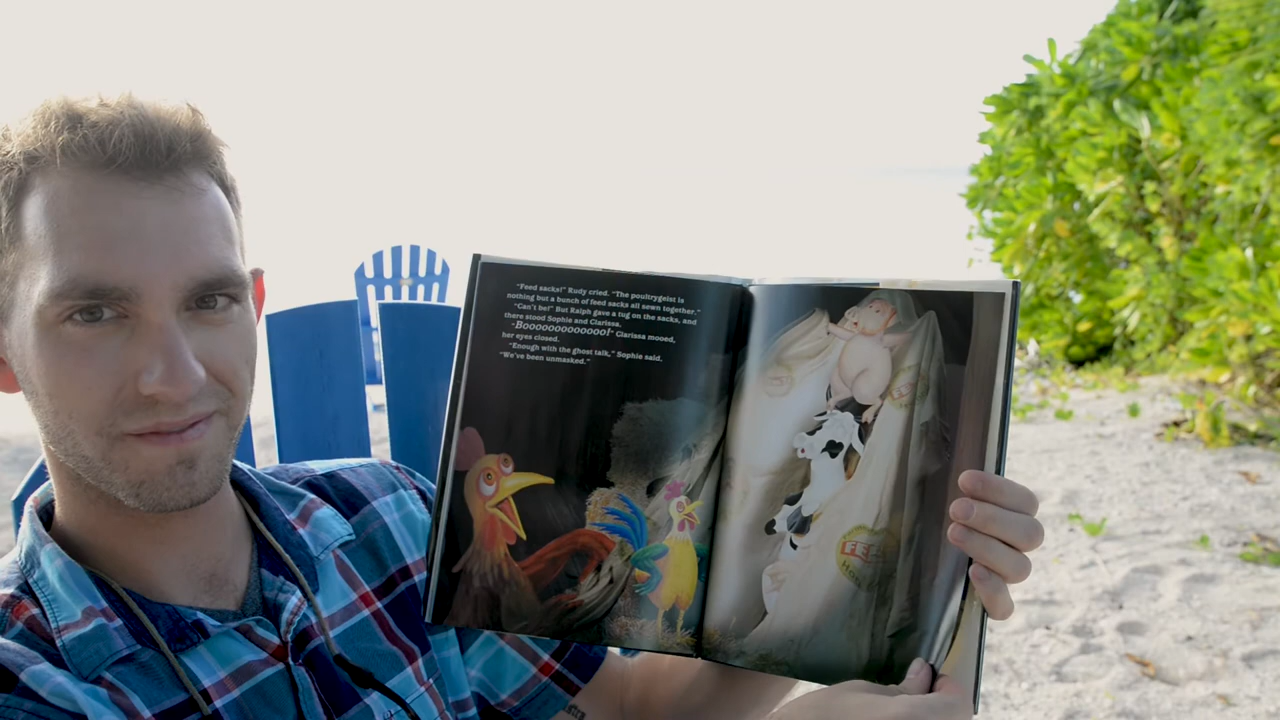 "Feed sacks!" Rudy cried. "The poultrygeist is
nothing but a bunch of feed sacks all sewn together."
"Can't be!" But Ralph gave a tug on the sacks, and
there stood Sophie and Clarissa.
"Booooooooooooo!" Clarissa mooed,
her eyes closed.
"Enough with the ghost talk," Sophie said.
"We've been unmasked."